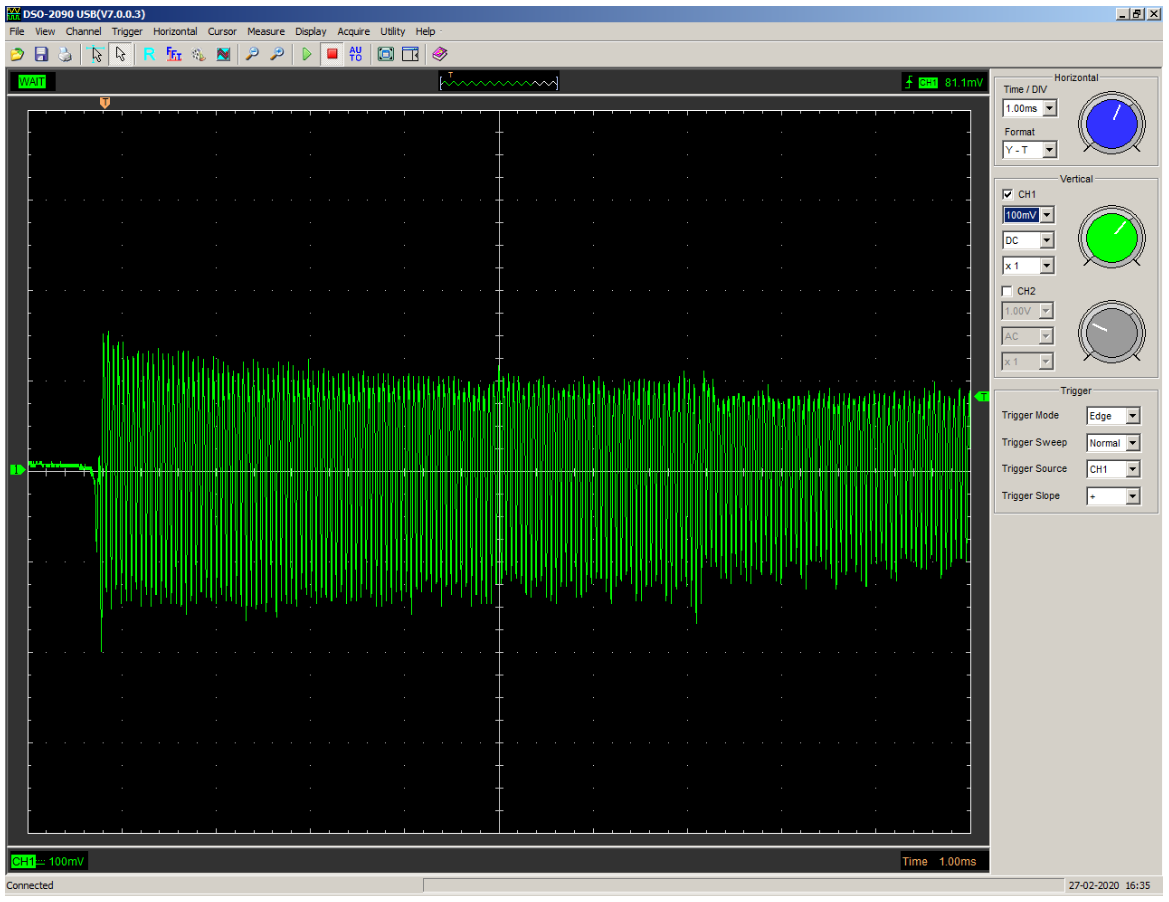 DSO-2090 USB(V7.0.0.3)
File View Channel Trigger Horizontal Cursor Measure Display Acquire Utility Help
R FFT AUTO
WAIT
T
CH1 81.1mV
T
T
1
Horizontal
Time / DIV
1.00ms
Format
Y - T
Vertical
CH1
100mV
DC
x 1
CH2
1.00V
AC
x 1
Trigger
Trigger Mode Edge
Trigger Sweep Normal
Trigger Source CH1
Trigger Slope +
CH1 100mV
Time 1.00ms
Connected
27-02-2020 16:35